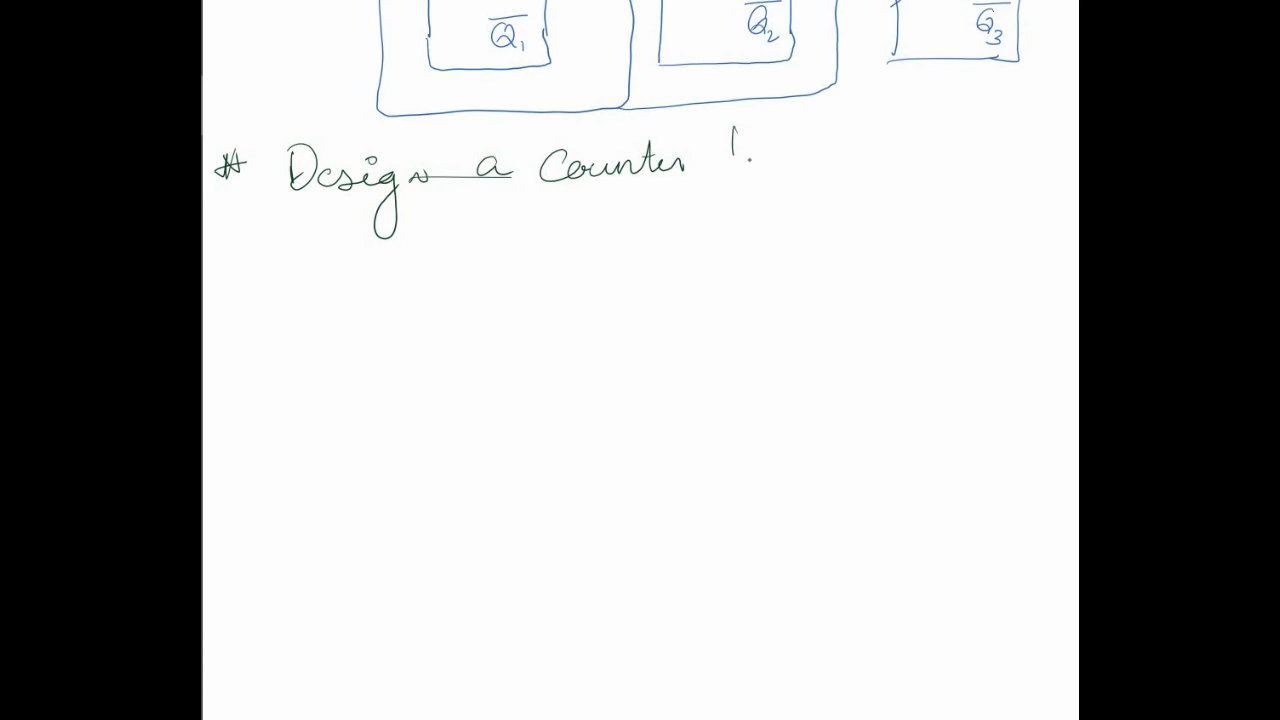 Q̅₁ Q̅₂ Q̅₃
# Design a Counter !.